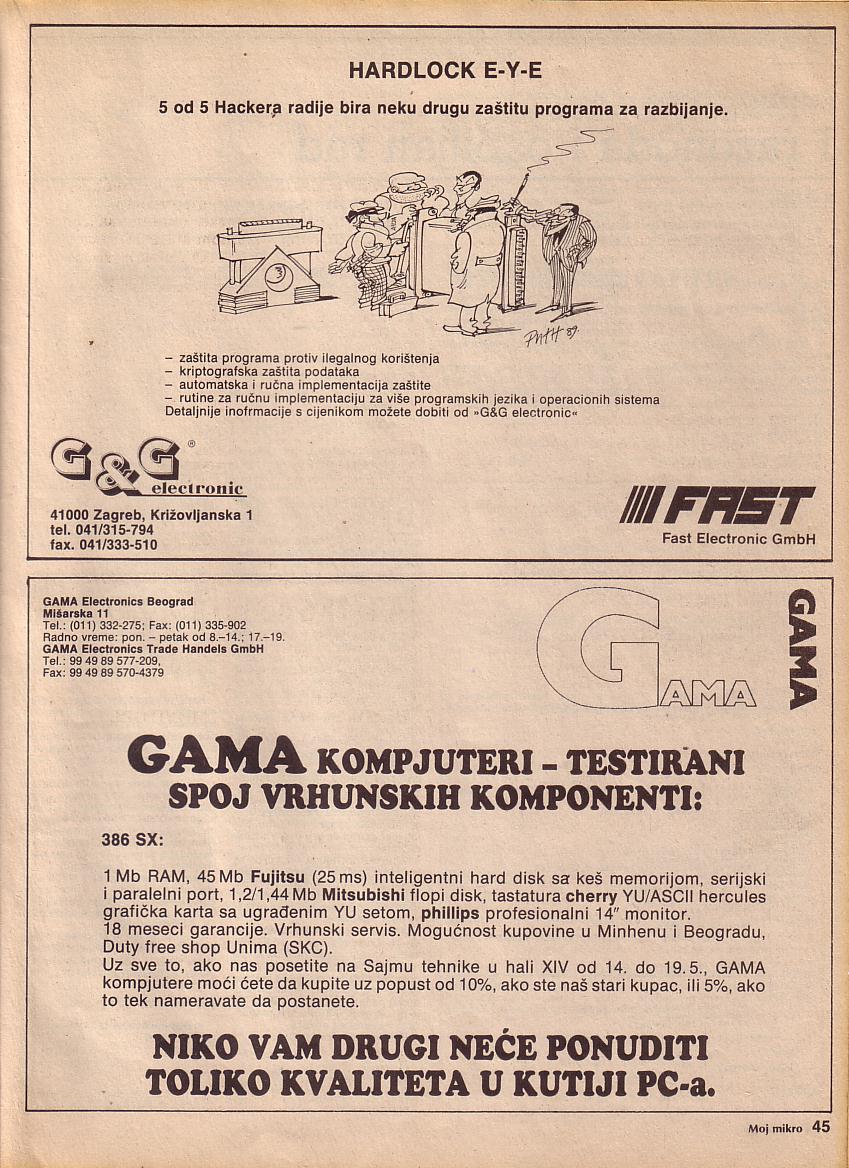 HARDLOCK E-Y-E
5 od 5 Hackera radije bira neku drugu zaštitu programa za razbijanje.
– zaštita programa protiv ilegalnog korištenja
– kriptografska zaštita podataka
– automatska i ručna implementacija zaštite
– rutine za ručnu implementaciju za više programskih jezika i operacionih sistema
Detaljnije inofrmacije s cijenikom možete dobiti od »G&G electronic«
G&G ®
electronic
41000 Zagreb, Križovljanska 1
tel. 041/315-794
fax. 041/333-510
FAST
Fast Electronic GmbH
GAMA Electronics Beograd
Mišarska 11
Tel.: (011) 332-275; Fax: (011) 335-902
Radno vreme: pon. – petak od 8.–14.; 17.–19.
GAMA Electronics Trade Handels GmbH
Tel.: 99 49 89 577-209,
Fax: 99 49 89 570-4379
GAMA
GAMA
GAMA KOMPJUTERI – TESTIRANI
SPOJ VRHUNSKIH KOMPONENTI:
386 SX:
1 Mb RAM, 45 Mb Fujitsu (25 ms) inteligentni hard disk sa keš memorijom, serijski
i paralelni port, 1,2/1,44 Mb Mitsubishi flopi disk, tastatura cherry YU/ASCII hercules
grafička karta sa ugrađenim YU setom, phillips profesionalni 14″ monitor.
18 meseci garancije. Vrhunski servis. Mogućnost kupovine u Minhenu i Beogradu,
Duty free shop Unima (SKC).
Uz sve to, ako nas posetite na Sajmu tehnike u hali XIV od 14. do 19. 5., GAMA
kompjutere moći ćete da kupite uz popust od 10%, ako ste naš stari kupac, ili 5%, ako
to tek nameravate da postanete.
NIKO VAM DRUGI NEĆE PONUDITI
TOLIKO KVALITETA U KUTIJI PC-a.
Moj mikro 45